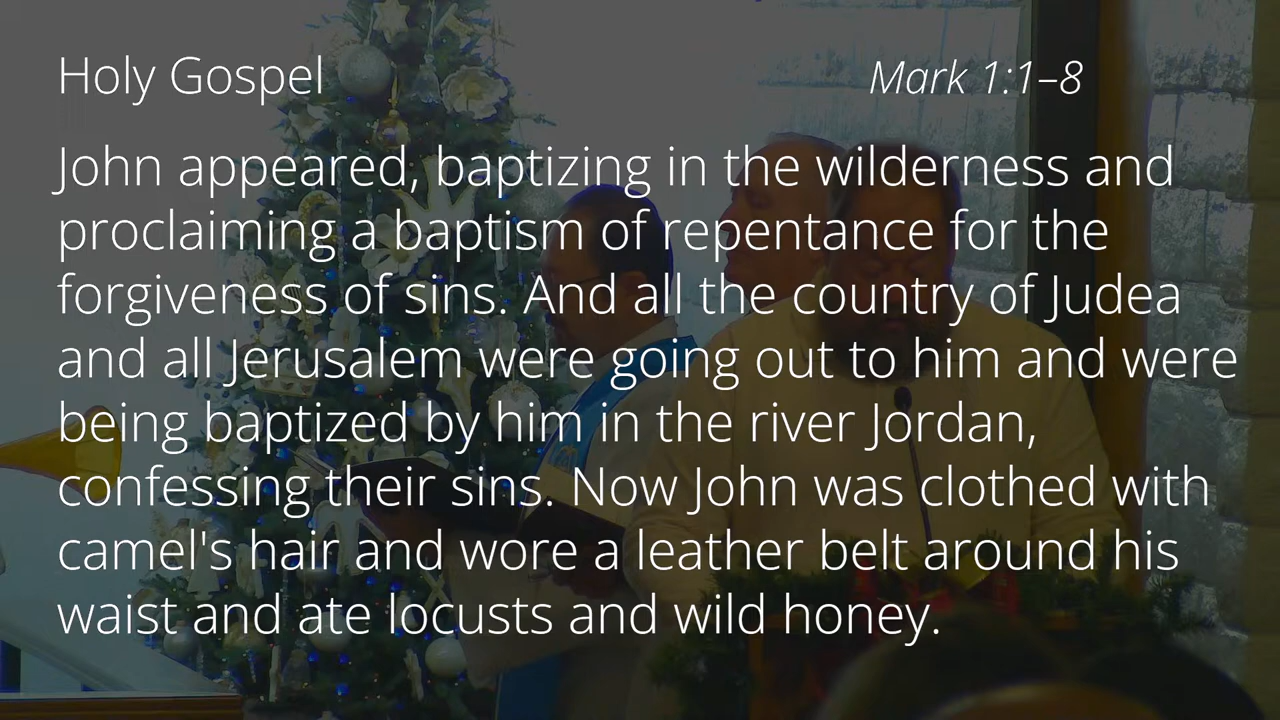 Holy Gospel Mark 1:1–8
John appeared, baptizing in the wilderness and
proclaiming a baptism of repentance for the
forgiveness of sins. And all the country of Judea
and all Jerusalem were going out to him and were
being baptized by him in the river Jordan,
confessing their sins. Now John was clothed with
camel's hair and wore a leather belt around his
waist and ate locusts and wild honey.